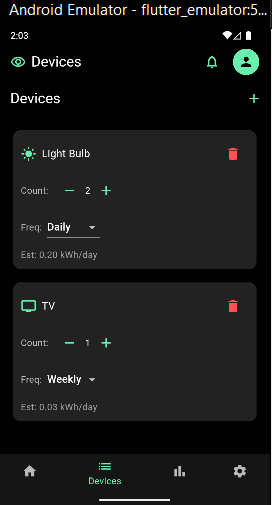 Android Emulator - flutter_emulator:5...
2:03
Devices
Devices
+
Light Bulb
Count: − 2 +
Freq: Daily
Est: 0.20 kWh/day
TV
Count: − 1 +
Freq: Weekly
Est: 0.03 kWh/day
Devices